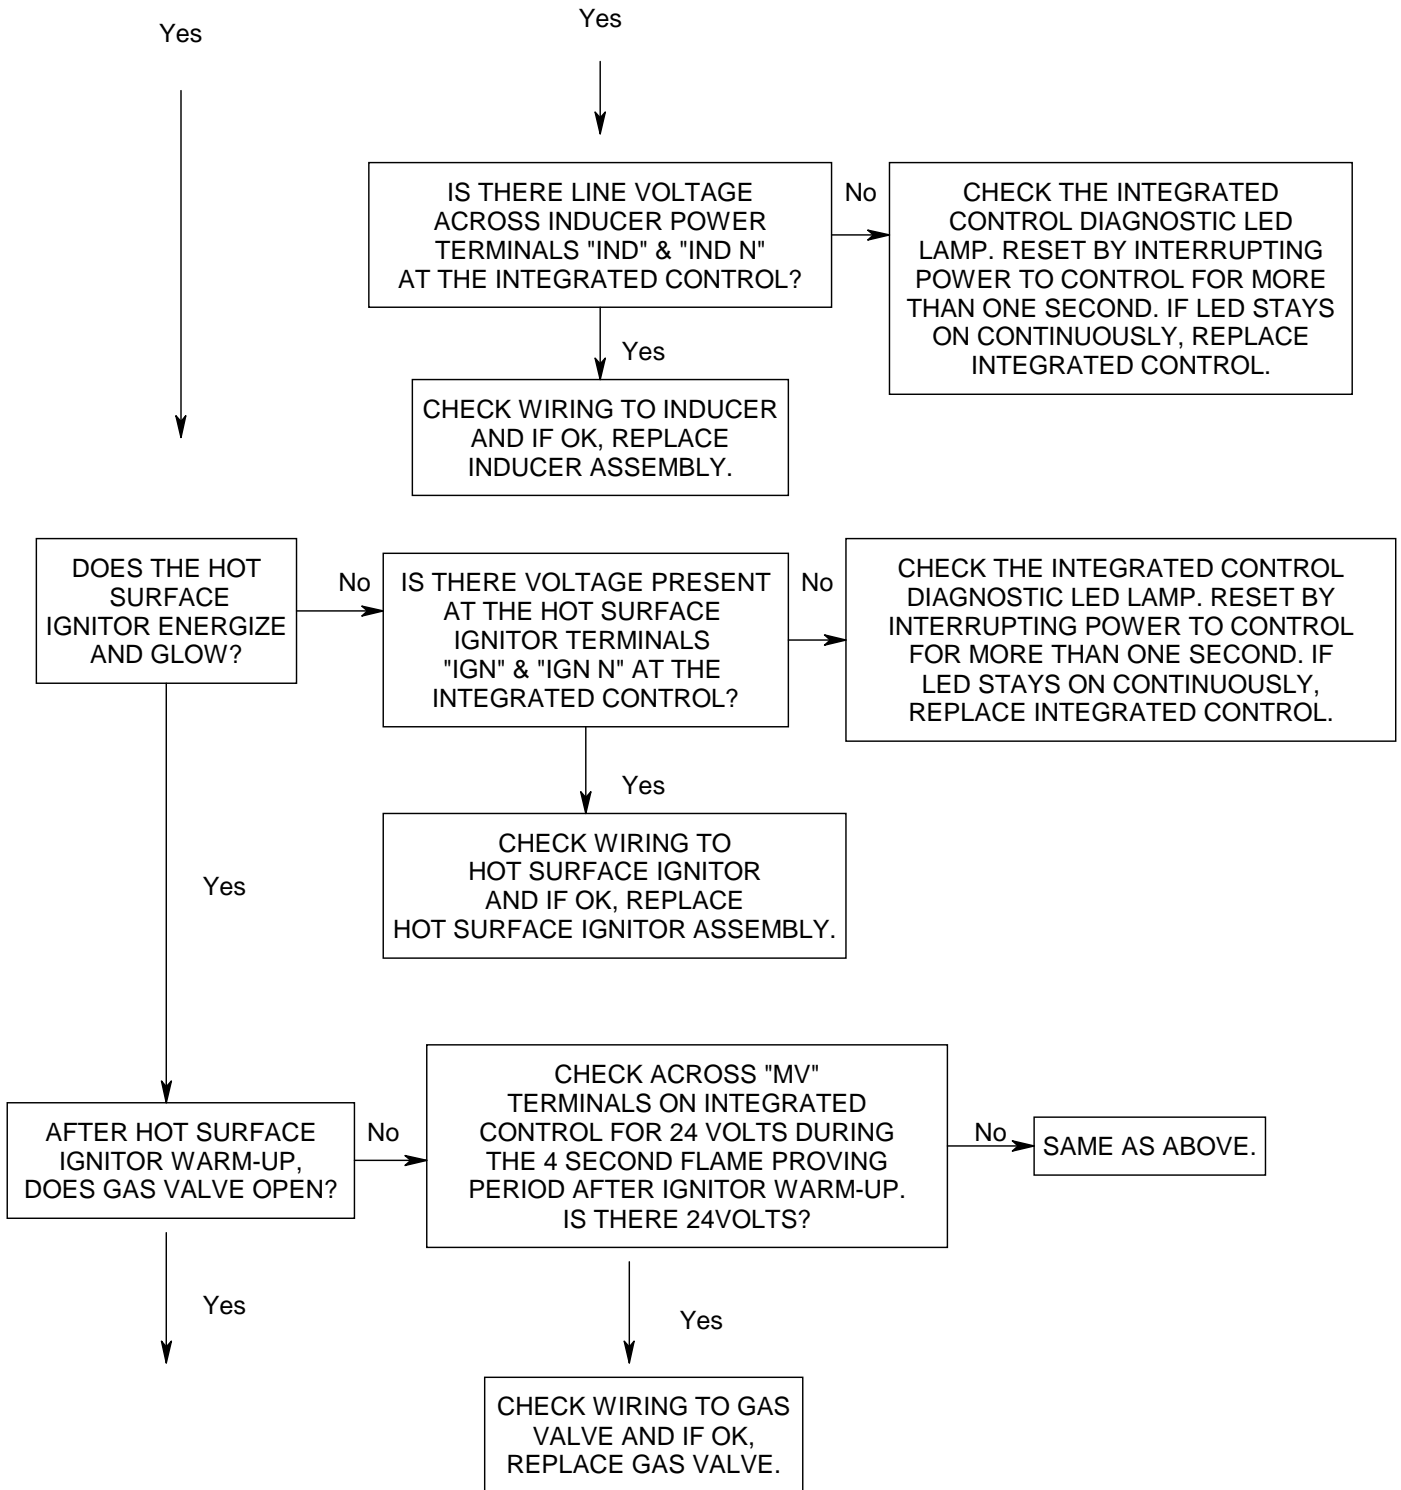 Yes
Yes
IS THERE LINE VOLTAGE
ACROSS INDUCER POWER
TERMINALS "IND" & "IND N"
AT THE INTEGRATED CONTROL?
No
CHECK THE INTEGRATED
CONTROL DIAGNOSTIC LED
LAMP. RESET BY INTERRUPTING
POWER TO CONTROL FOR MORE
THAN ONE SECOND. IF LED STAYS
ON CONTINUOUSLY, REPLACE
INTEGRATED CONTROL.
Yes
CHECK WIRING TO INDUCER
AND IF OK, REPLACE
INDUCER ASSEMBLY.
DOES THE HOT
SURFACE
IGNITOR ENERGIZE
AND GLOW?
No
IS THERE VOLTAGE PRESENT
AT THE HOT SURFACE
IGNITOR TERMINALS
"IGN" & "IGN N" AT THE
INTEGRATED CONTROL?
No
CHECK THE INTEGRATED CONTROL
DIAGNOSTIC LED LAMP. RESET BY
INTERRUPTING POWER TO CONTROL
FOR MORE THAN ONE SECOND. IF
LED STAYS ON CONTINUOUSLY,
REPLACE INTEGRATED CONTROL.
Yes
CHECK WIRING TO
HOT SURFACE IGNITOR
AND IF OK, REPLACE
HOT SURFACE IGNITOR ASSEMBLY.
Yes
AFTER HOT SURFACE
IGNITOR WARM-UP,
DOES GAS VALVE OPEN?
No
CHECK ACROSS "MV"
TERMINALS ON INTEGRATED
CONTROL FOR 24 VOLTS DURING
THE 4 SECOND FLAME PROVING
PERIOD AFTER IGNITOR WARM-UP.
IS THERE 24VOLTS?
No
SAME AS ABOVE.
Yes
Yes
CHECK WIRING TO GAS
VALVE AND IF OK,
REPLACE GAS VALVE.